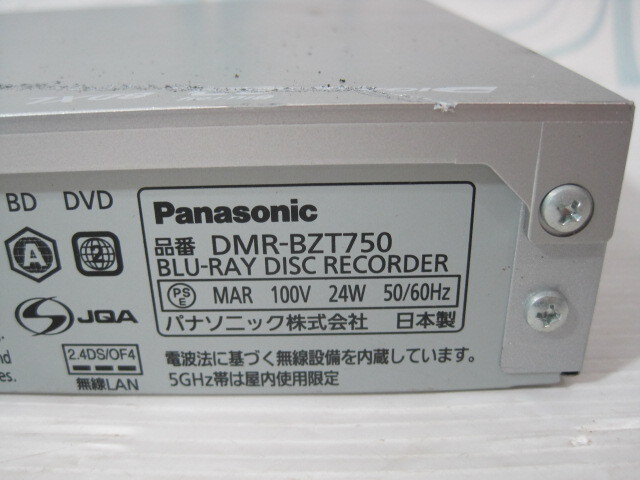 BD DVD
A 2
JQA
2.4DS/OF4
無線LAN
nd
es.
Panasonic
品番 DMR-BZT750
BLU-RAY DISC RECORDER
PSE MAR 100V 24W 50/60Hz
パナソニック株式会社 日本製
電波法に基づく無線設備を内蔵しています。
5GHz帯は屋内使用限定